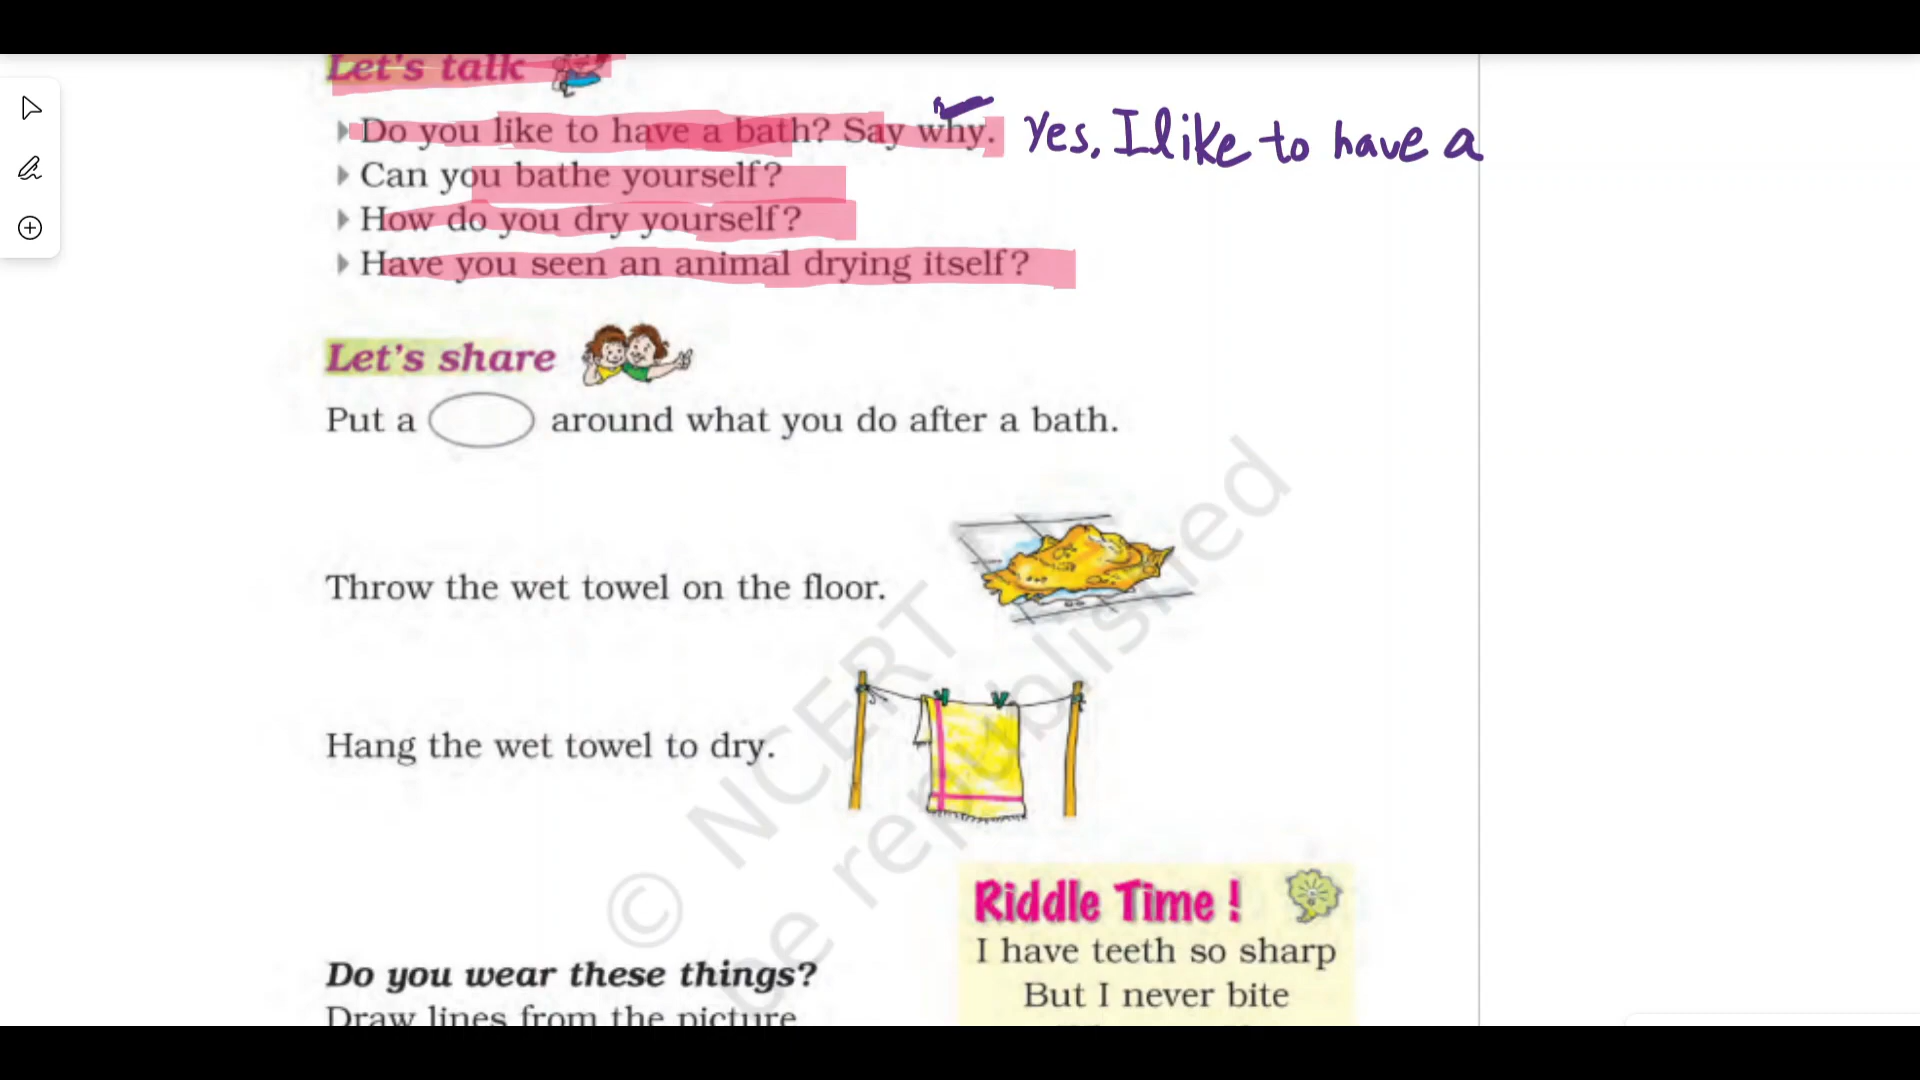 Let's talk
Do you like to have a bath? Say why. Yes, I like to have a
Can you bathe yourself?
How do you dry yourself?
Have you seen an animal drying itself?
Let's share
Put a around what you do after a bath.
Throw the wet towel on the floor.
Hang the wet towel to dry.
© NCERT
be republished
Riddle Time !
I have teeth so sharp
But I never bite
Do you wear these things?
Draw lines from the picture